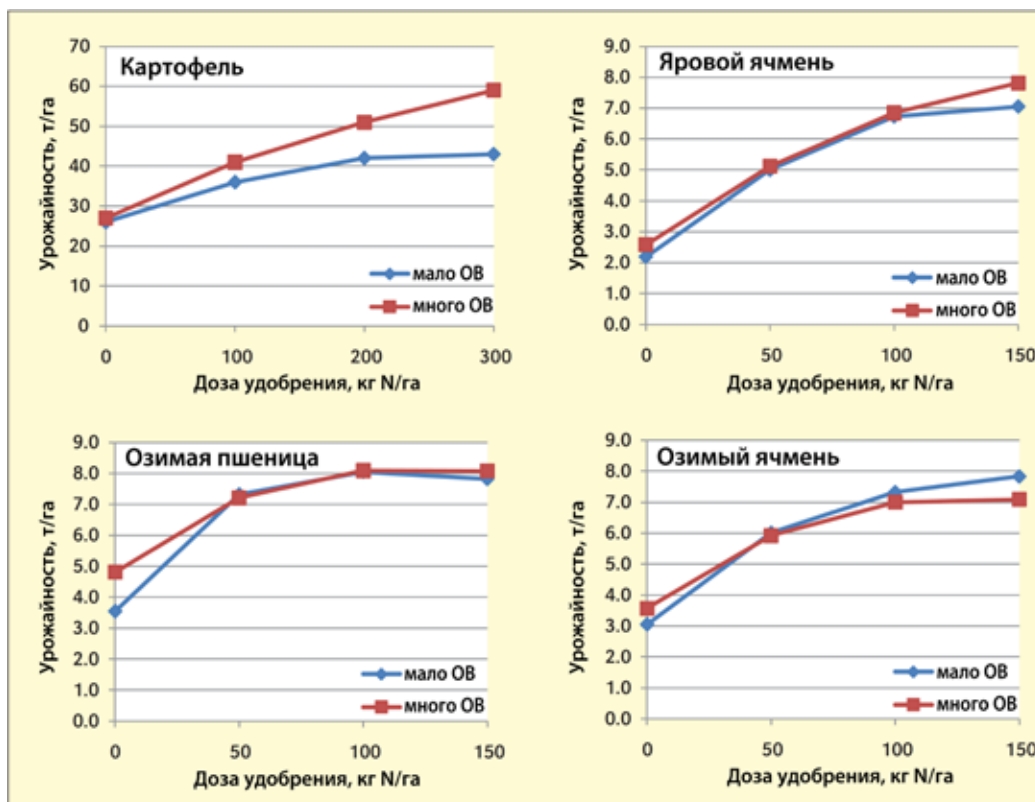 Картофель
Урожайность, т/га
70
60
50
40
30
20
10
0
мало ОВ
много ОВ
0 100 200 300
Доза удобрения, кг N/га
Яровой ячмень
Урожайность, т/га
9.0
8.0
7.0
6.0
5.0
4.0
3.0
2.0
1.0
0.0
мало ОВ
много ОВ
0 50 100 150
Доза удобрения, кг N/га
Озимая пшеница
Урожайность, т/га
9.0
8.0
7.0
6.0
5.0
4.0
3.0
2.0
1.0
0.0
мало ОВ
много ОВ
0 50 100 150
Доза удобрения, кг N/га
Озимый ячмень
Урожайность, т/га
9.0
8.0
7.0
6.0
5.0
4.0
3.0
2.0
1.0
0.0
мало ОВ
много ОВ
0 50 100 150
Доза удобрения, кг N/га